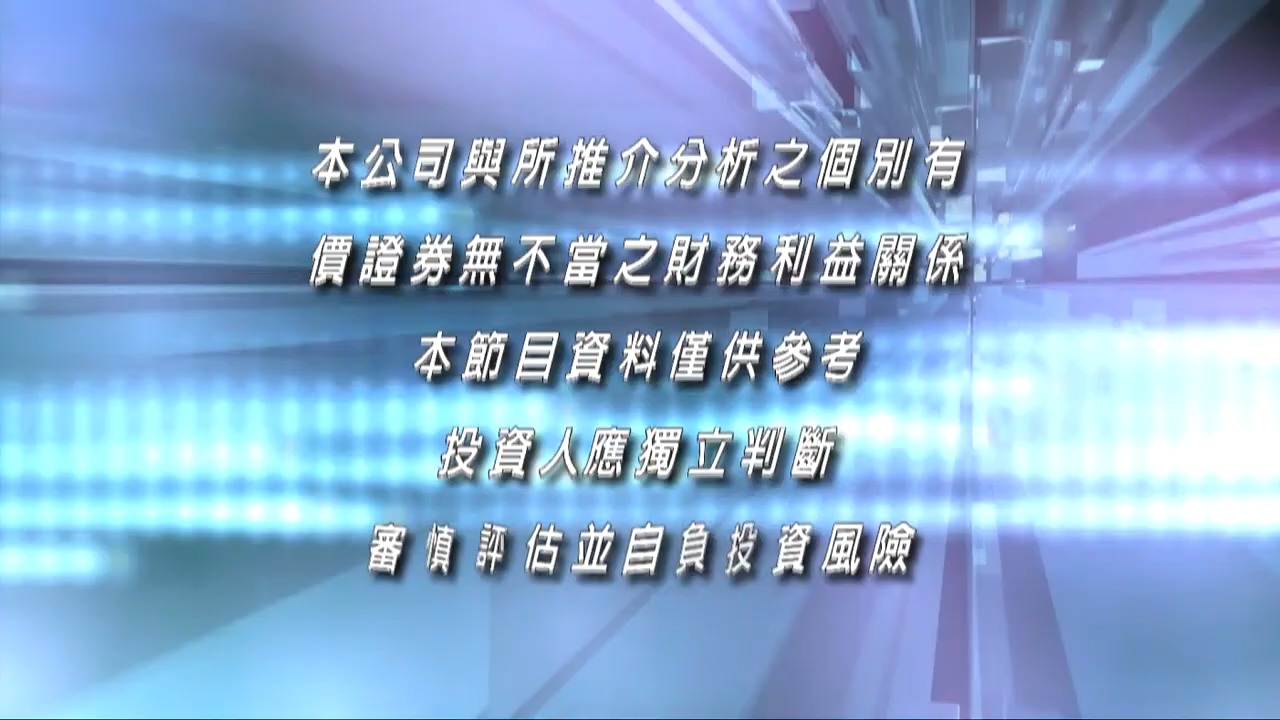 本公司與所推介分析之個別有
價證券無不當之財務利益關係
本節目資料僅供參考
投資人應獨立判斷
審慎評估並自負投資風險